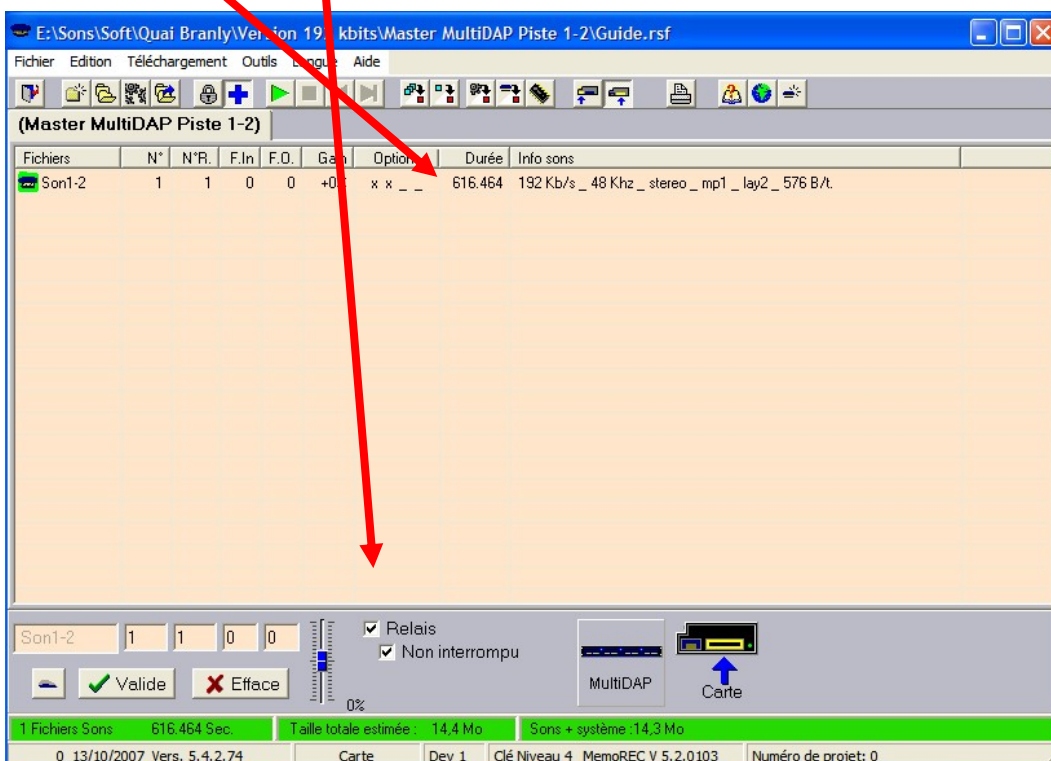 E:\Sons\Soft\Quai Branly\Version 192 kbits\Master MultiDAP Piste 1-2\Guide.rsf
Fichier Edition Téléchargement Outils Langue Aide
(Master MultiDAP Piste 1-2)
Fichiers N° N°R. F.In F.O. Gain Options Durée Info sons
Son1-2 1 1 0 0 x x _ _ 616.464 192 Kb/s _ 48 Khz _ stereo _ mp1 _ lay2 _ 576 B/t.
Son1-2 1 1 0 0
Relais
Non interrompu
Valide Efface
0%
MultiDAP
Carte
1 Fichiers Sons 616.464 Sec. Taille totale estimée : 14,4 Mo Sons + système :14,3 Mo
0 13/10/2007 Vers. 5.4.2.74 Carte Dev 1 Clé Niveau 4 MemoREC V 5.2.0103 Numéro de projet: 0